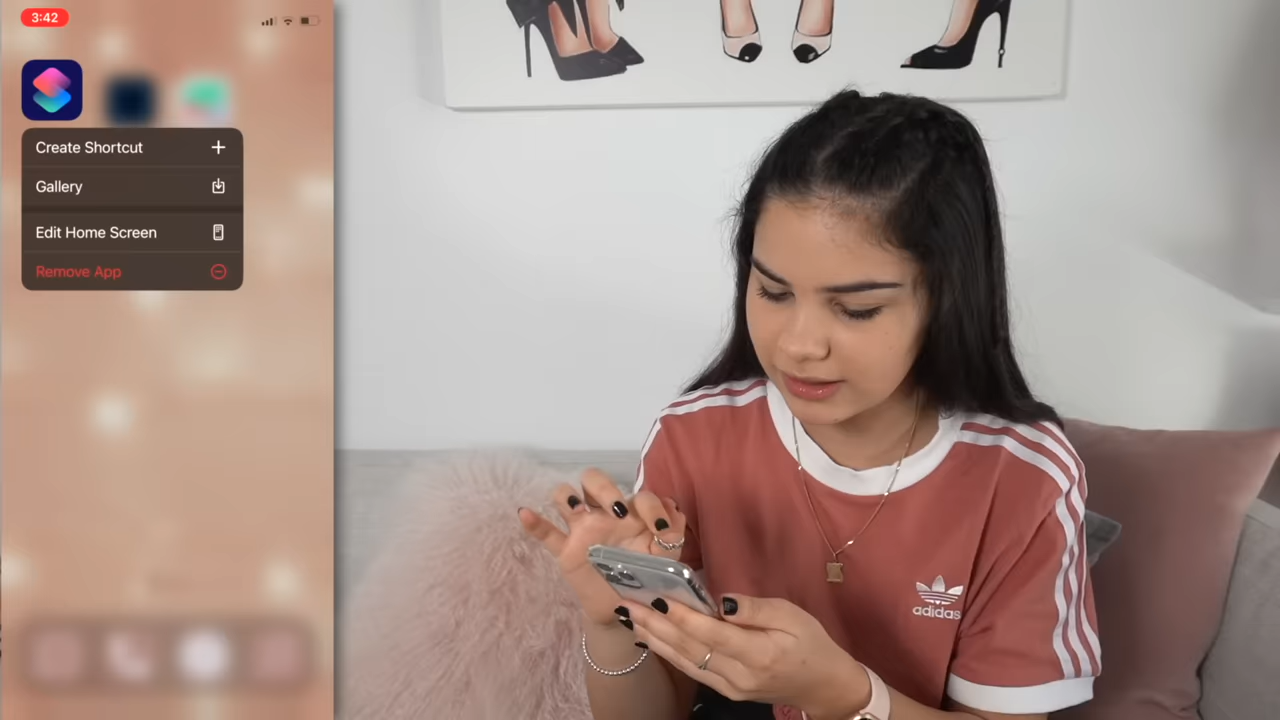 3:42
Create Shortcut
Gallery
Edit Home Screen
Remove App
adidas